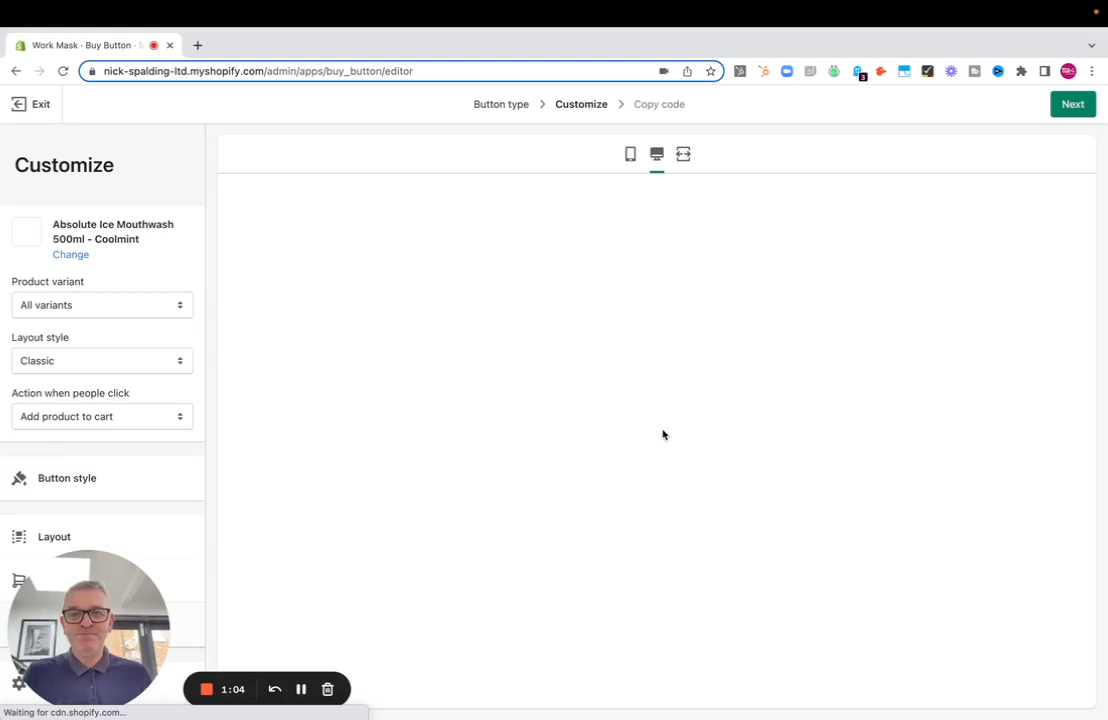 Work Mask · Buy Button ·
nick-spalding-ltd.myshopify.com/admin/apps/buy_button/editor
3
Exit
Button type
Customize
Copy code
Next
Customize
Absolute Ice Mouthwash
500ml - Coolmint
Change
Product variant
All variants
Layout style
Classic
Action when people click
Add product to cart
Button style
Layout
1:04
Waiting for cdn.shopify.com...